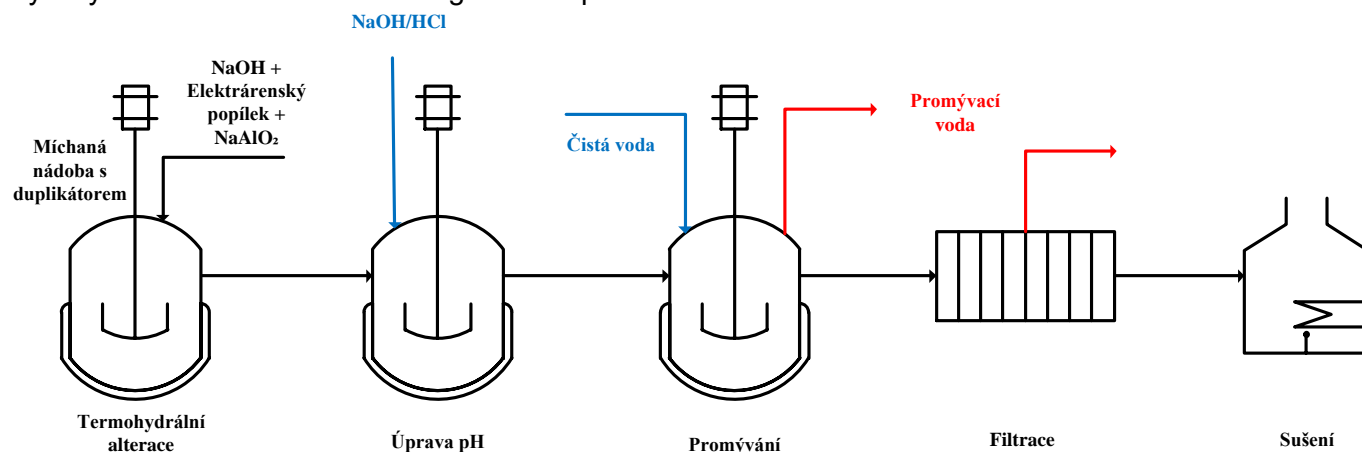 NaOH/HCl
NaOH +
Elektrárenský
popílek +
NaAlO₂
Míchaná
nádoba s
duplikátorem
Čistá voda
Promývací
voda
Termohydrální
alterace
Úprava pH
Promývání
Filtrace
Sušení